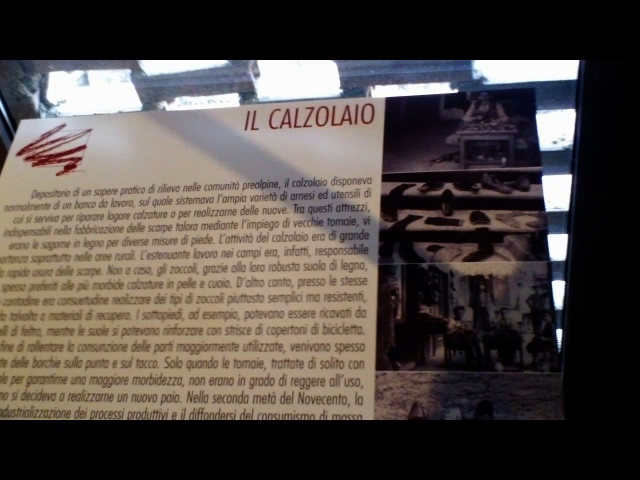 IL CALZOLAIO
Depositario di un sapere pratico di rilievo nelle comunità prealpine, il calzolaio disponeva
normalmente di un banco da lavoro, sul quale sistemava l'ampia varietà di arnesi ed utensili di
cui si serviva per riparare logore calzature o per realizzarne delle nuove. Tra questi attrezzi,
indispensabili nella fabbricazione delle scarpe talora mediante l'impiego di vecchie tomaie, vi
erano le sagome in legno per diverse misure di piede. L'attività del calzolaio era di grande
soprattutto nelle aree rurali. L'estenuante lavoro nei campi era, infatti, responsabile
rapida usura delle scarpe. Non a caso, gli zoccoli, grazie alla loro robusta suola di legno,
spesso preferiti alle più morbide calzature in pelle e cuoio. D'altro canto, presso le stesse
contadine era consuetudine realizzare dei tipi di zoccoli piuttosto semplici ma resistenti,
talvolta a materiali di recupero. I sottopiedi, ad esempio, potevano essere ricavati da
di feltro, mentre le suole si potevano rinforzare con strisce di copertoni di bicicletta.
fine di rallentare la consunzione delle parti maggiormente utilizzate, venivano spesso
delle borchie sulla punta e sul tacco. Solo quando le tomaie, trattate di solito con
per garantirne una maggiore morbidezza, non erano in grado di reggere all'uso,
si decideva a realizzarne un nuovo paio. Nella seconda metà del Novecento, la
dei processi produttivi e il diffondersi del consumismo di massa